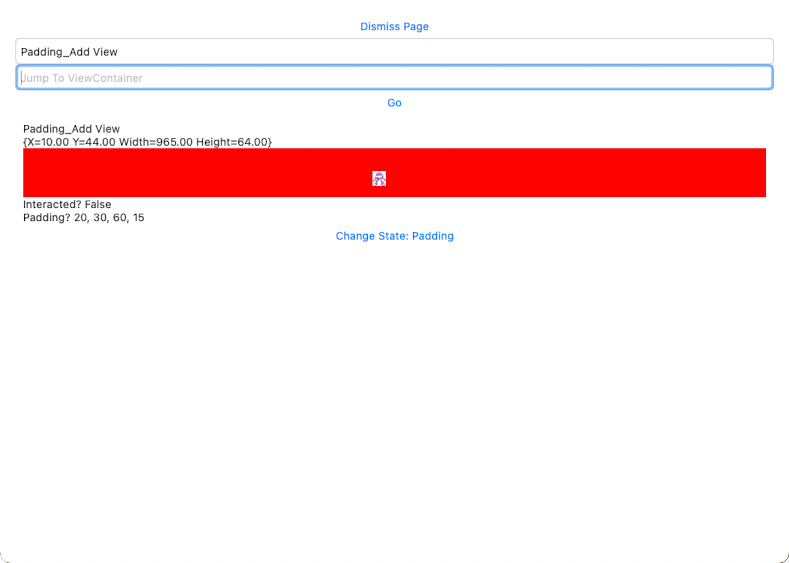 Dismiss Page
Padding_Add View
Jump To ViewContainer
Go
Padding_Add View
{X=10.00 Y=44.00 Width=965.00 Height=64.00}
Interacted? False
Padding? 20, 30, 60, 15
Change State: Padding